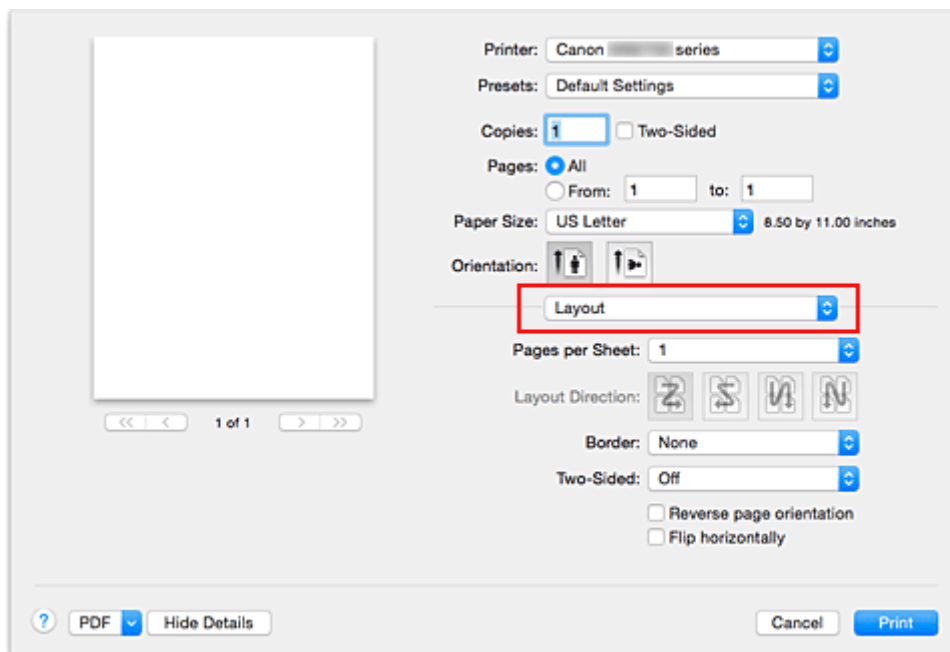 Printer: Canon series
Presets: Default Settings
Copies: 1 Two-Sided
Pages: All
From: 1 to: 1
Paper Size: US Letter 8.50 by 11.00 inches
Orientation:
Layout
Pages per Sheet: 1
Layout Direction:
<< < 1 of 1 > >>
Border: None
Two-Sided: Off
Reverse page orientation
Flip horizontally
? PDF Hide Details Cancel Print